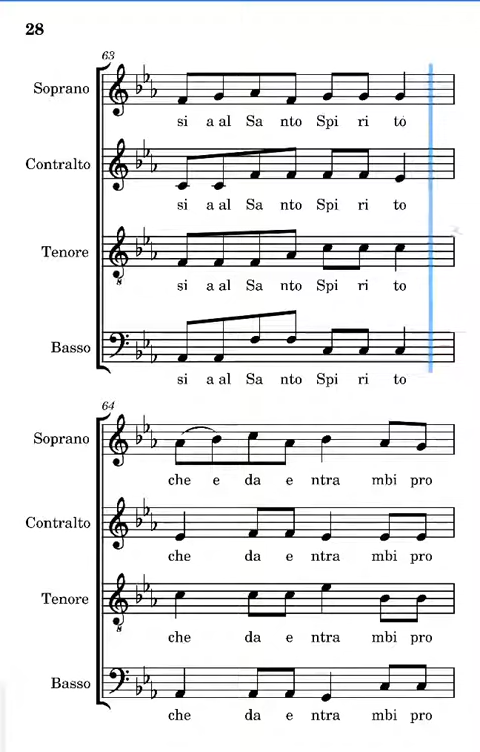 28
63
Soprano
si a al Sa nto Spi ri to
Contralto
si a al Sa nto Spi ri to
Tenore
8
si a al Sa nto Spi ri to
Basso
si a al Sa nto Spi ri to
64
Soprano
che e da e ntra mbi pro
Contralto
che da e ntra mbi pro
Tenore
8
che da e ntra mbi pro
Basso
che da e ntra mbi pro